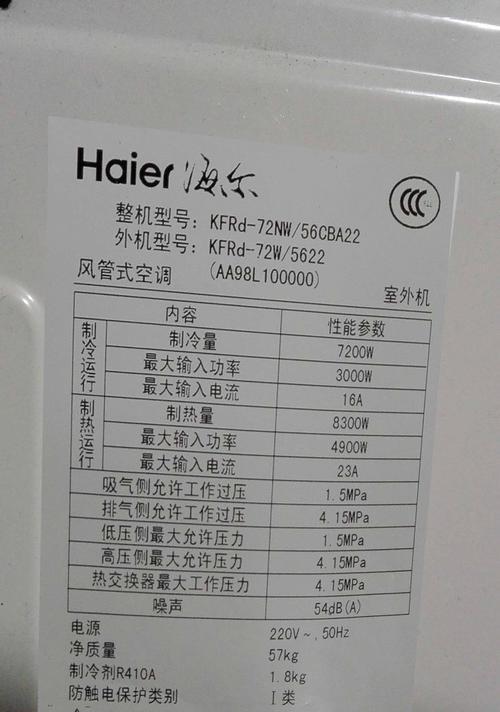 Haier 海尔
整机型号: KFRd-72NW/56CBA22
外机型号: KFRd-72W/5622
风管式空调 (AA98L100000) 室外机
内容 性能参数
制冷运行
制冷量 7200W
最大输入功率 3000W
最大输入电流 16A
制热运行
制热量 8300W
最大输入功率 4900W
最大输入电流 23A
吸气侧允许工作过压 1.5MPa
排气侧允许工作过压 4.15MPa
低压侧最大允许压力 1.5MPa
高压侧最大允许压力 4.15MPa
热交换器最大工作压力 4.15MPa
噪声 54dB(A)
电源 220V~,50Hz
净质量 57kg
制冷剂R410A 1.8kg
防触电保护类别 I类